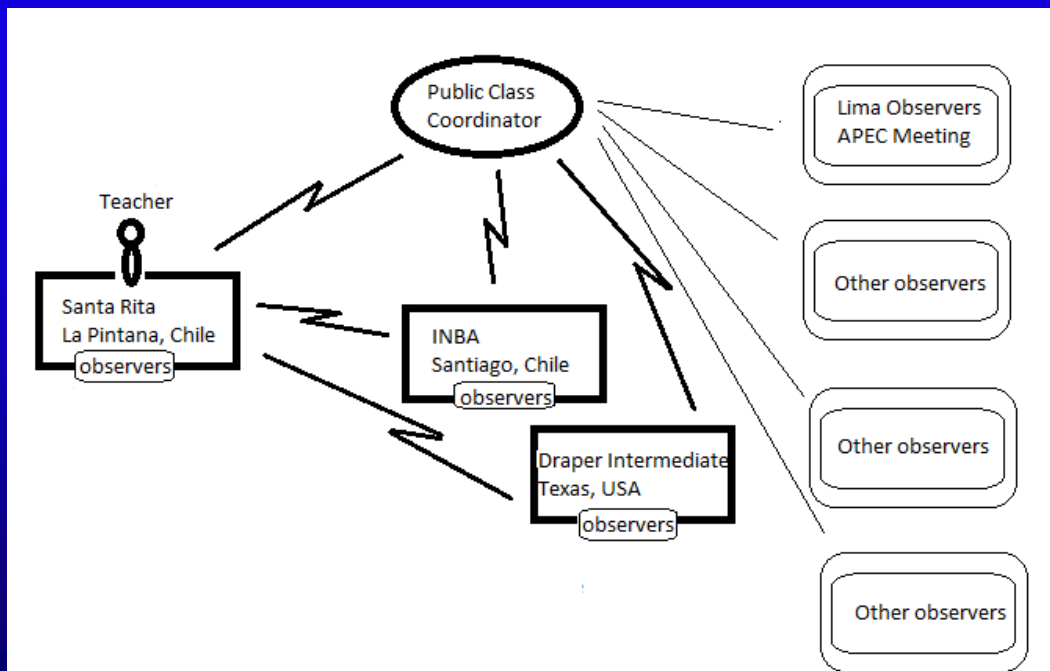 Public Class
Coordinator
Lima Observers
APEC Meeting
Teacher
Santa Rita
La Pintana, Chile
observers
INBA
Santiago, Chile
observers
Draper Intermediate
Texas, USA
observers
Other observers
Other observers
Other observers